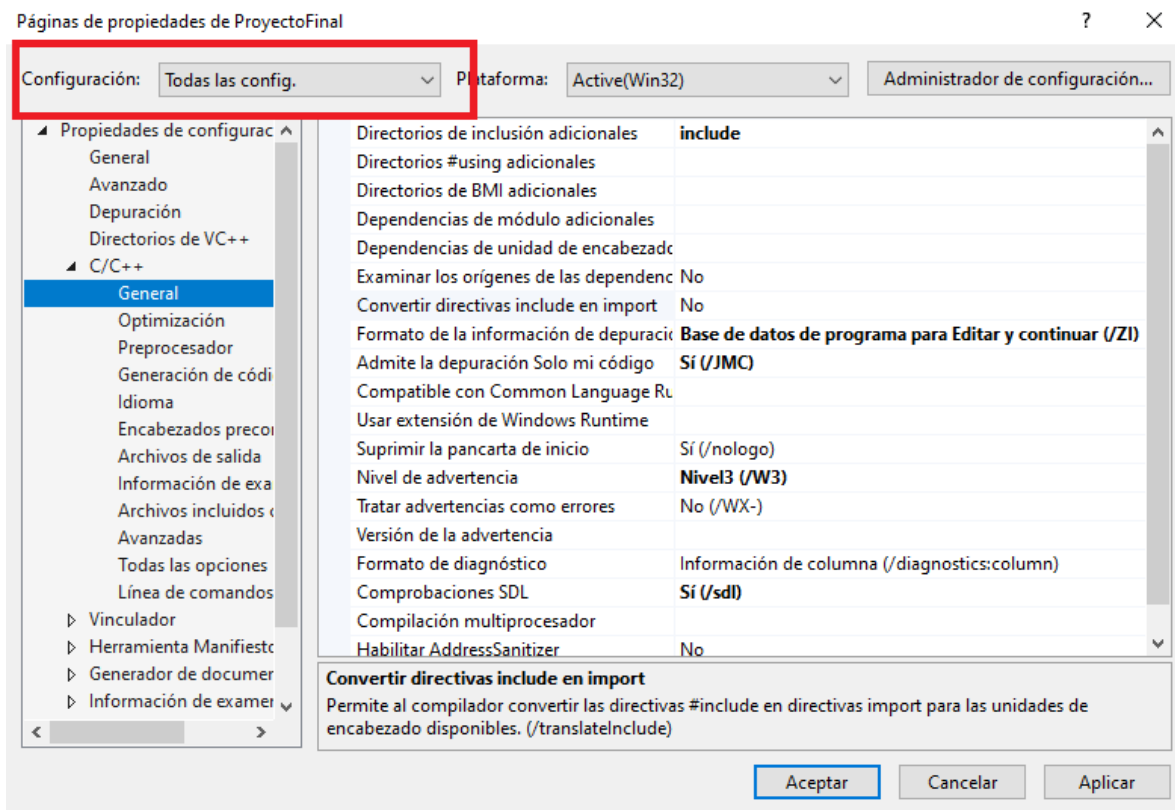 Páginas de propiedades de ProyectoFinal ? ×
Configuración: Todas las config. Plataforma: Active(Win32) Administrador de configuración...
Propiedades de configurac
General
Avanzado
Depuración
Directorios de VC++
C/C++
General
Optimización
Preprocesador
Generación de códi
Idioma
Encabezados preco
Archivos de salida
Información de exa
Archivos incluidos
Avanzadas
Todas las opciones
Línea de comandos
Vinculador
Herramienta Manifiesto
Generador de documer
Información de examer
Directorios de inclusión adicionales include
Directorios #using adicionales
Directorios de BMI adicionales
Dependencias de módulo adicionales
Dependencias de unidad de encabezado
Examinar los orígenes de las dependenc No
Convertir directivas include en import No
Formato de la información de depuració Base de datos de programa para Editar y continuar (/ZI)
Admite la depuración Solo mi código Sí (/JMC)
Compatible con Common Language Ru
Usar extensión de Windows Runtime
Suprimir la pancarta de inicio Sí (/nologo)
Nivel de advertencia Nivel3 (/W3)
Tratar advertencias como errores No (/WX-)
Versión de la advertencia
Formato de diagnóstico Información de columna (/diagnostics:column)
Comprobaciones SDL Sí (/sdl)
Compilación multiprocesador
Habilitar AddressSanitizer No
Convertir directivas include en import
Permite al compilador convertir las directivas #include en directivas import para las unidades de
encabezado disponibles. (/translateInclude)
Aceptar Cancelar Aplicar